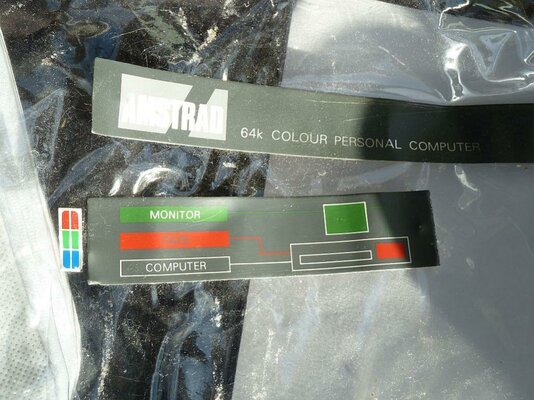 AMSTRAD
64k COLOUR PERSONAL COMPUTER
MONITOR
COMPUTER